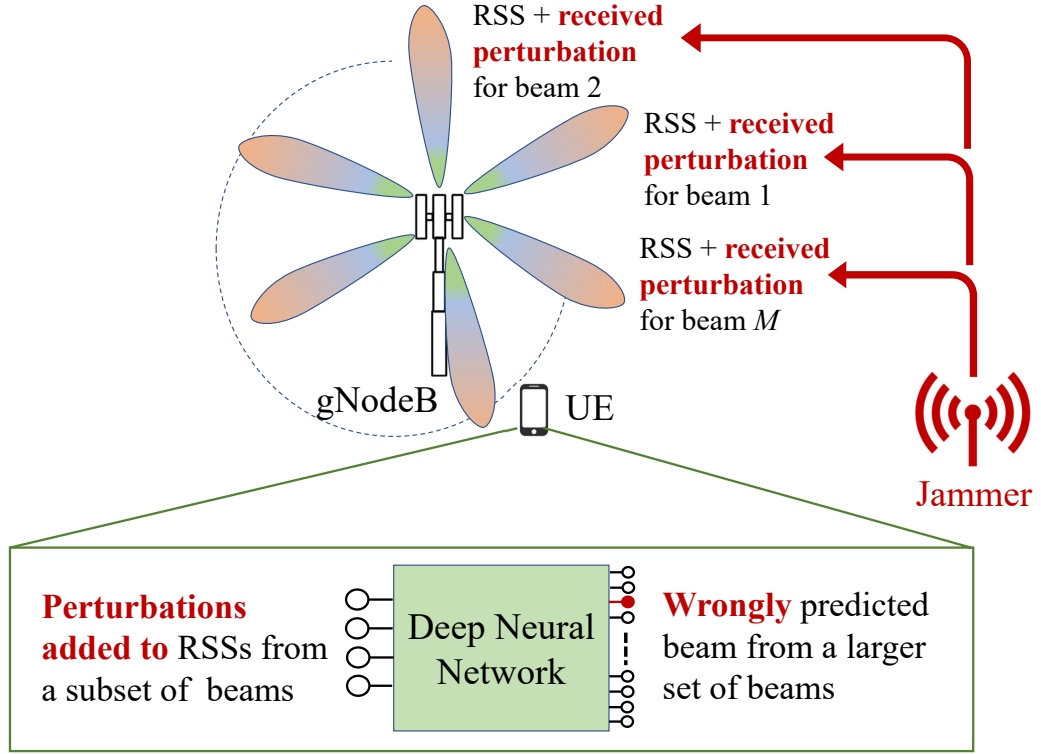 RSS + received
perturbation
for beam 2
RSS + received
perturbation
for beam 1
RSS + received
perturbation
for beam M
gNodeB
UE
Jammer
Perturbations
added to RSSs from
a subset of beams
Deep Neural
Network
Wrongly predicted
beam from a larger
set of beams